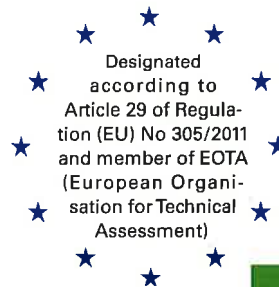 Designated
according to
Article 29 of Regula-
tion (EU) No 305/2011
and member of EOTA
(European Organi-
sation for Technical
Assessment)